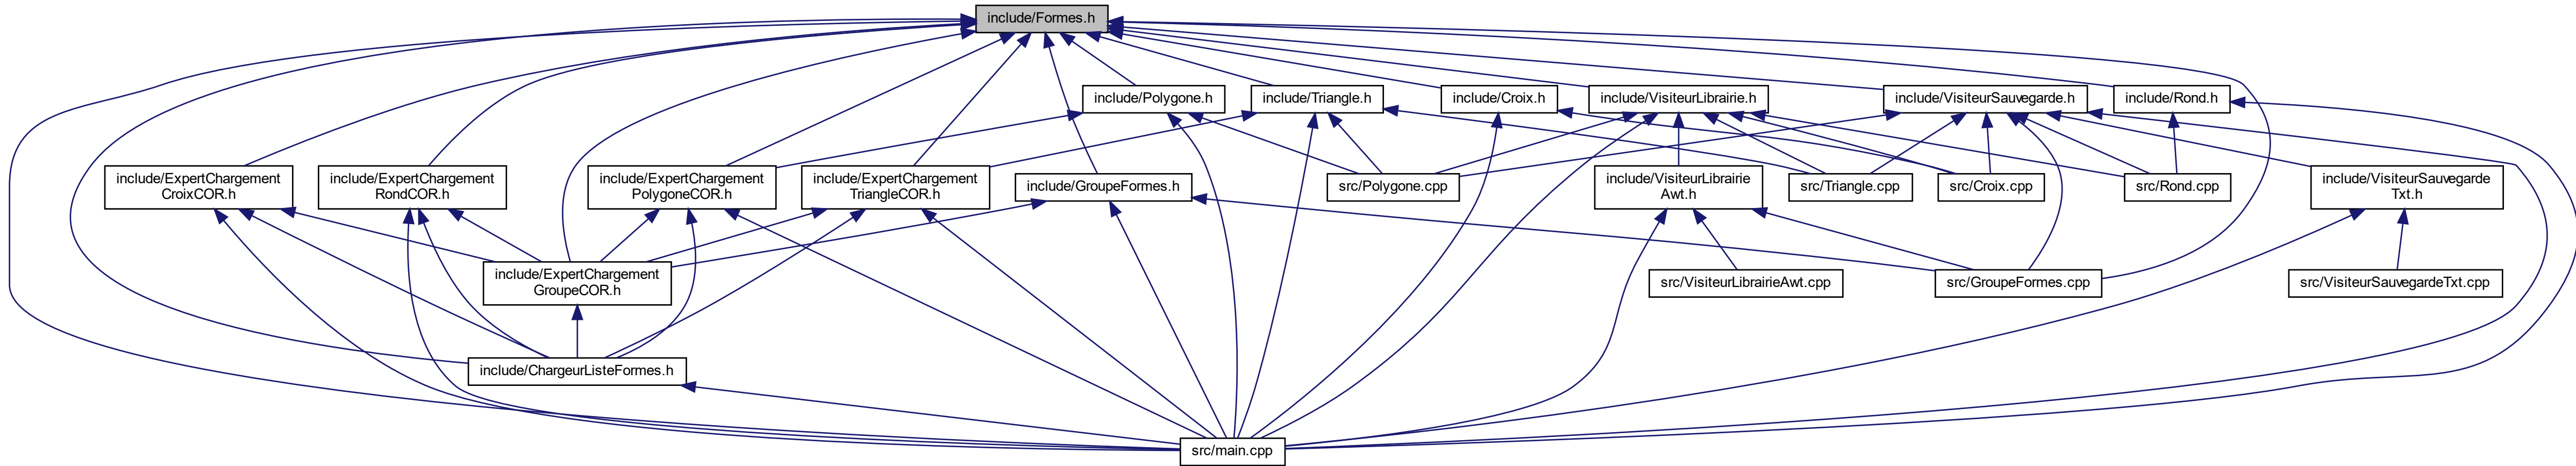 include/Formes.h
include/Polygone.h
include/Triangle.h
include/Croix.h
include/VisiteurLibrairie.h
include/VisiteurSauvegarde.h
include/Rond.h
include/ExpertChargement
CroixCOR.h
include/ExpertChargement
RondCOR.h
include/ExpertChargement
PolygoneCOR.h
include/ExpertChargement
TriangleCOR.h
include/GroupeFormes.h
src/Polygone.cpp
include/VisiteurLibrairie
Awt.h
src/Triangle.cpp
src/Croix.cpp
src/Rond.cpp
include/VisiteurSauvegarde
Txt.h
include/ExpertChargement
GroupeCOR.h
src/VisiteurLibrairieAwt.cpp
src/GroupeFormes.cpp
src/VisiteurSauvegardeTxt.cpp
include/ChargeurListeFormes.h
src/main.cpp